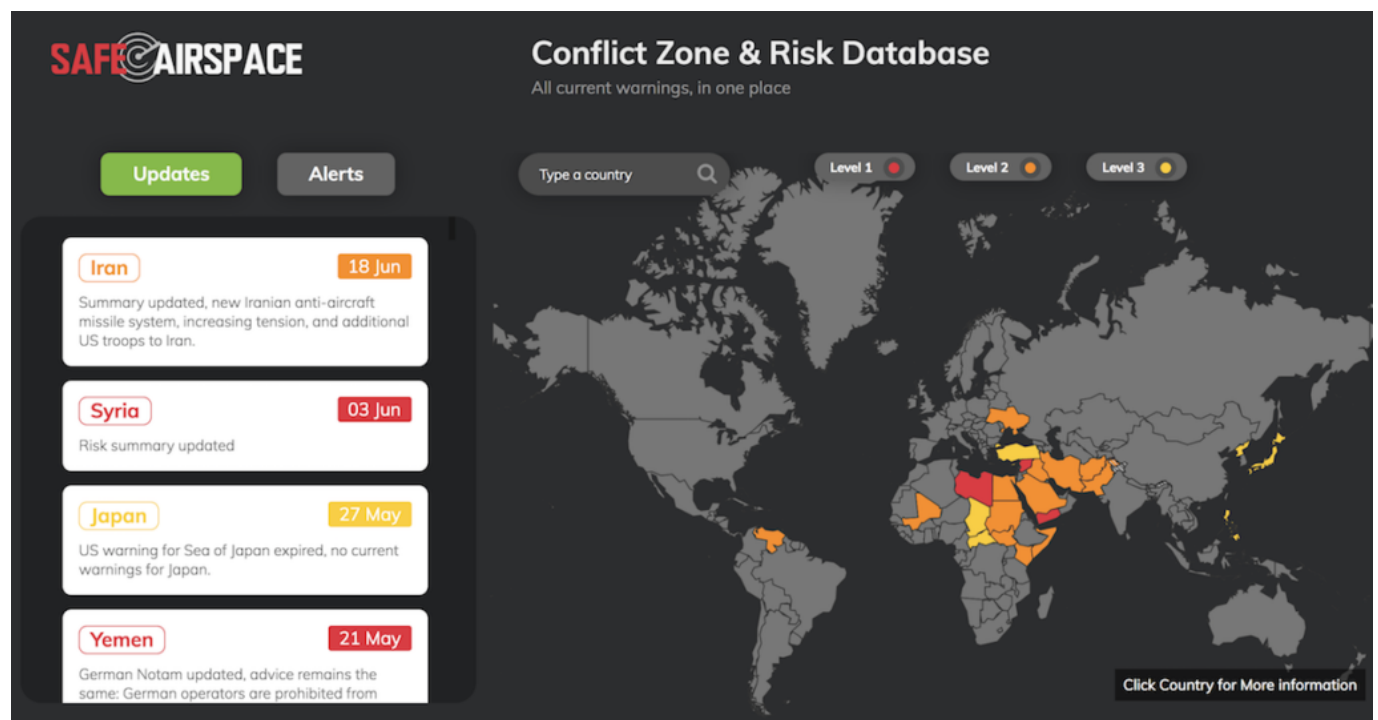 SAFE AIRSPACE
Conflict Zone & Risk Database
All current warnings, in one place
Updates
Alerts
Type a country
Level 1
Level 2
Level 3
Iran
18 Jun
Summary updated, new Iranian anti-aircraft
missile system, increasing tension, and additional
US troops to Iran.
Syria
03 Jun
Risk summary updated
Japan
27 May
US warning for Sea of Japan expired, no current
warnings for Japan.
Yemen
21 May
German Notam updated, advice remains the
same: German operators are prohibited from
Click Country for More information